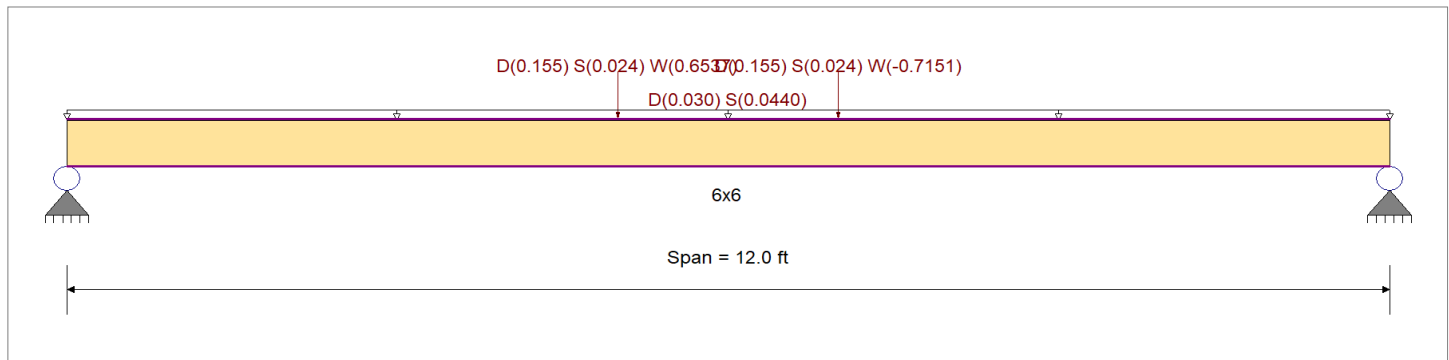 D(0.155) S(0.024) W(0.6537) D(0.155) S(0.024) W(-0.7151)
D(0.030) S(0.0440)
6x6
Span = 12.0 ft